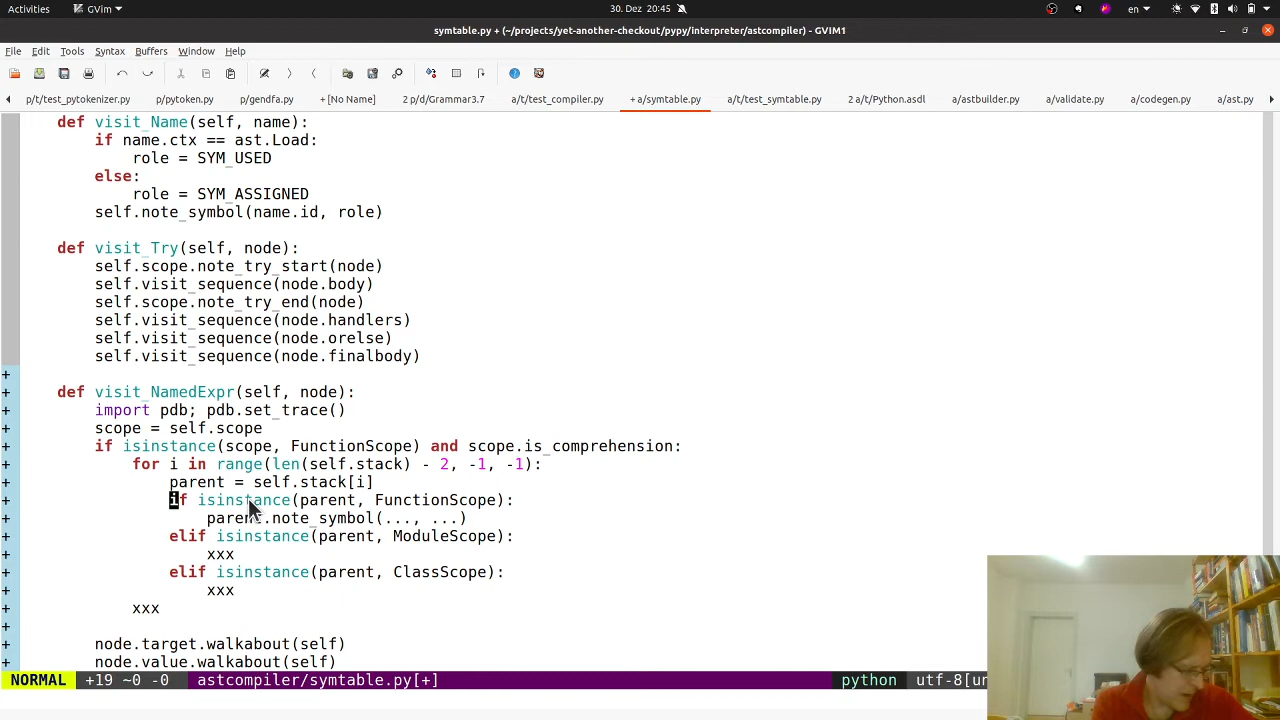 Activities GVim 30. Dez 20:45 en
symtable.py + (~/projects/yet-another-checkout/pypy/interpreter/astcompiler) - GVIM1
File Edit Tools Syntax Buffers Window Help
p/t/test_pytokenizer.py p/pytoken.py p/gendfa.py + [No Name] 2 p/d/Grammar3.7 a/t/test_compiler.py + a/symtable.py a/t/test_symtable.py 2 a/t/Python.asdl a/astbuilder.py a/validate.py a/codegen.py a/ast.py
def visit_Name(self, name):
if name.ctx == ast.Load:
role = SYM_USED
else:
role = SYM_ASSIGNED
self.note_symbol(name.id, role)
def visit_Try(self, node):
self.scope.note_try_start(node)
self.visit_sequence(node.body)
self.scope.note_try_end(node)
self.visit_sequence(node.handlers)
self.visit_sequence(node.orelse)
self.visit_sequence(node.finalbody)
+
+ def visit_NamedExpr(self, node):
+ import pdb; pdb.set_trace()
+ scope = self.scope
+ if isinstance(scope, FunctionScope) and scope.is_comprehension:
+ for i in range(len(self.stack) - 2, -1, -1):
+ parent = self.stack[i]
+ if isinstance(parent, FunctionScope):
+ parent.note_symbol(..., ...)
+ elif isinstance(parent, ModuleScope):
+ xxx
+ elif isinstance(parent, ClassScope):
+ xxx
+ xxx
+
+ node.target.walkabout(self)
+ node.value.walkabout(self)
NORMAL +19 ~0 -0 astcompiler/symtable.py[+] python utf-8[un